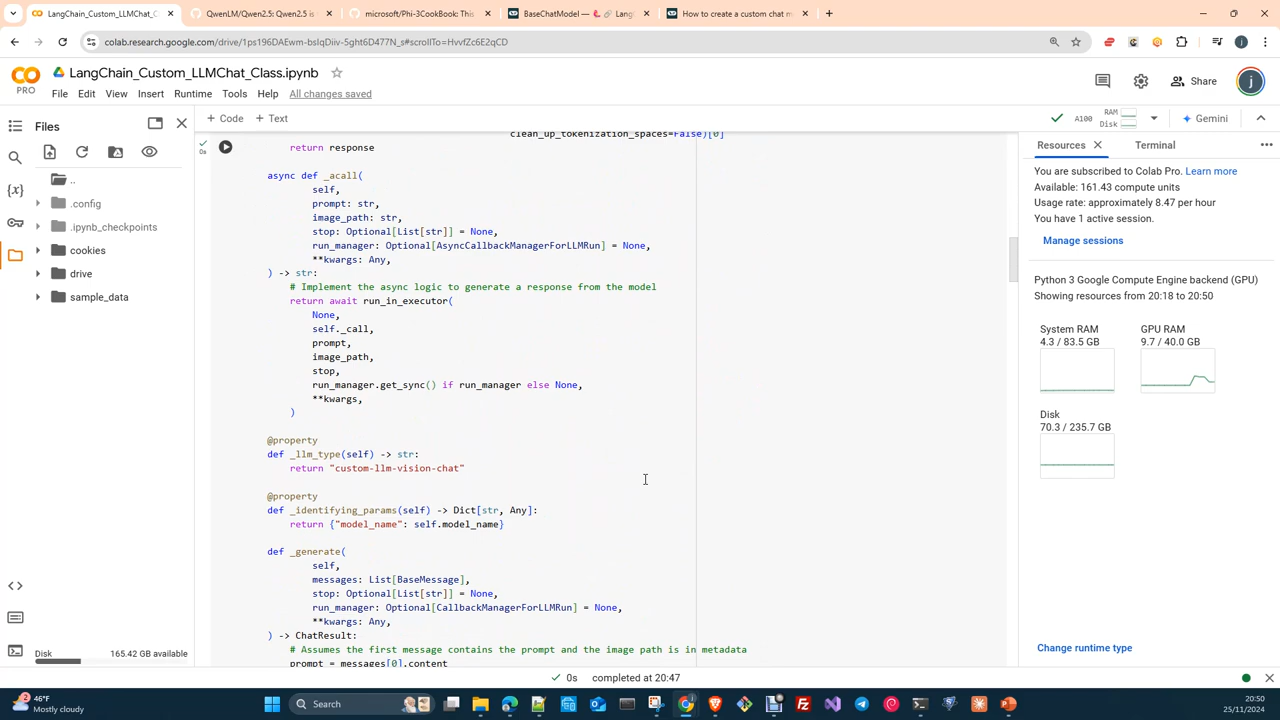 LangChain_Custom_LLMChat_C
QwenLM/Qwen2.5: Qwen2.5 is
microsoft/Phi-3CookBook: This
BaseChatModel — 🦜🔗 Lang
How to create a custom chat m
colab.research.google.com/drive/1ps196DAEwm-bsIqDiiv-5ght6D477N_s#scrollTo=HvvfZc6E2qCD
PRO
LangChain_Custom_LLMChat_Class.ipynb
File Edit View Insert Runtime Tools Help All changes saved
Share
j
Files
+ Code + Text
A100
RAM
Disk
Gemini
..
.config
.ipynb_checkpoints
cookies
drive
sample_data
Disk
165.42 GB available
0s
clean_up_tokenization_spaces=False)[0]
return response
async def _acall(
self,
prompt: str,
image_path: str,
stop: Optional[List[str]] = None,
run_manager: Optional[AsyncCallbackManagerForLLMRun] = None,
**kwargs: Any,
) -> str:
# Implement the async logic to generate a response from the model
return await run_in_executor(
None,
self._call,
prompt,
image_path,
stop,
run_manager.get_sync() if run_manager else None,
**kwargs,
)
@property
def _llm_type(self) -> str:
return "custom-llm-vision-chat"
@property
def _identifying_params(self) -> Dict[str, Any]:
return {"model_name": self.model_name}
def _generate(
self,
messages: List[BaseMessage],
stop: Optional[List[str]] = None,
run_manager: Optional[CallbackManagerForLLMRun] = None,
**kwargs: Any,
) -> ChatResult:
# Assumes the first message contains the prompt and the image path is in metadata
prompt = messages[0].content
Resources
Terminal
You are subscribed to Colab Pro. Learn more
Available: 161.43 compute units
Usage rate: approximately 8.47 per hour
You have 1 active session.
Manage sessions
Python 3 Google Compute Engine backend (GPU)
Showing resources from 20:18 to 20:50
System RAM
4.3 / 83.5 GB
GPU RAM
9.7 / 40.0 GB
Disk
70.3 / 235.7 GB
Change runtime type
0s completed at 20:47
46°F
Mostly cloudy
Search
20:50
25/11/2024